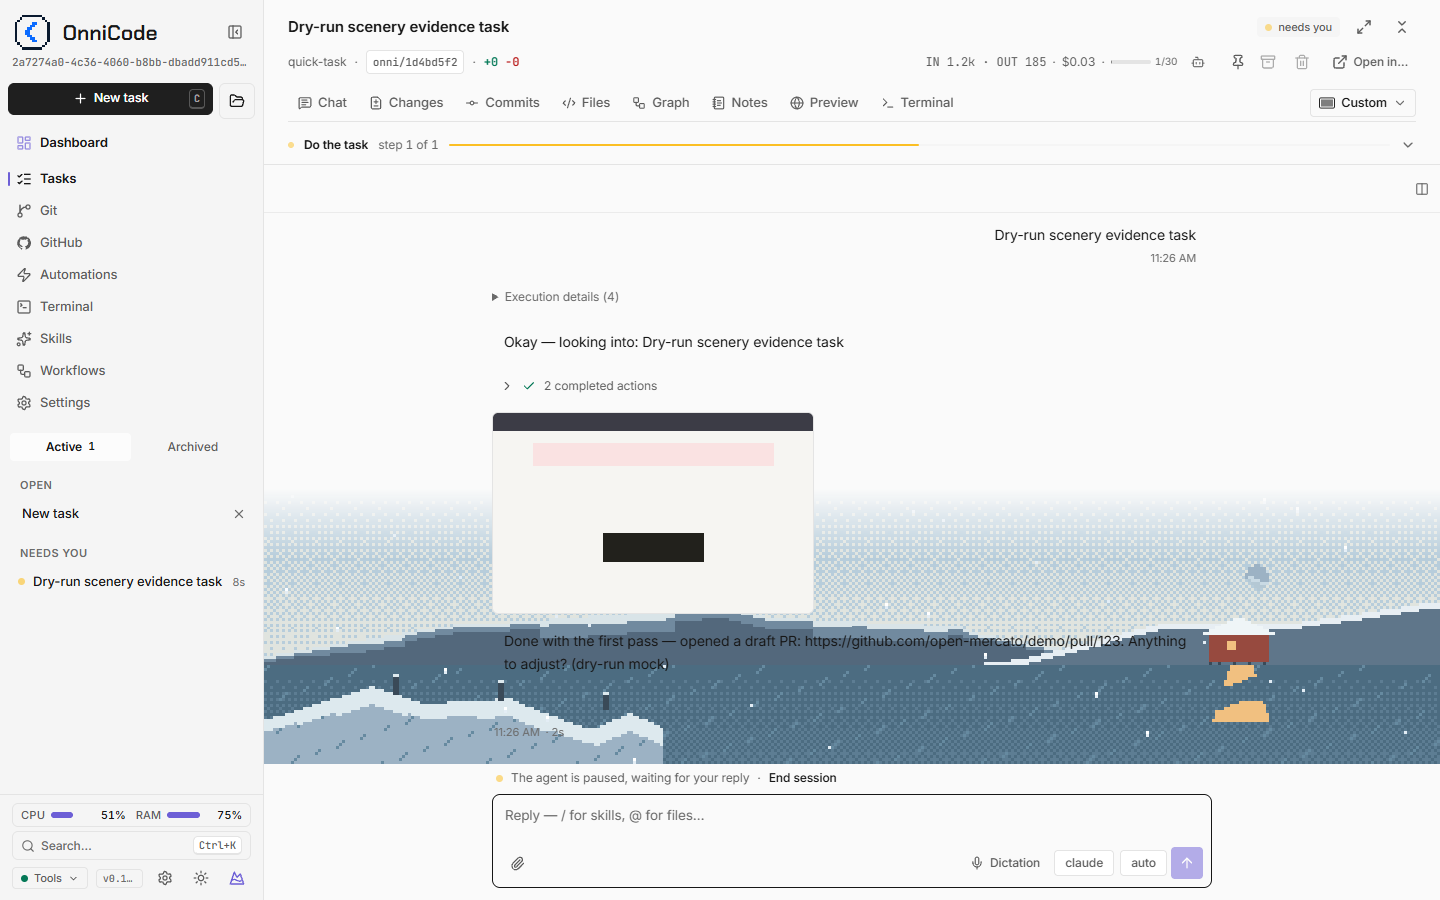 OnniCode
2a7274a0-4c36-4060-b8bb-dbadd911cd5…
New task
C
Dashboard
Tasks
Git
GitHub
Automations
Terminal
Skills
Workflows
Settings
Active 1
Archived
OPEN
New task
NEEDS YOU
Dry-run scenery evidence task 8s
CPU 51% RAM 75%
Search... Ctrl+K
Tools v0.1…
Dry-run scenery evidence task
needs you
quick-task · onni/1d4bd5f2 · +0 -0
IN 1.2k · OUT 185 · $0.03 · 1/30
Open in...
Chat
Changes
Commits
Files
Graph
Notes
Preview
Terminal
Custom
Do the task step 1 of 1
Dry-run scenery evidence task
11:26 AM
Execution details (4)
Okay — looking into: Dry-run scenery evidence task
2 completed actions
Done with the first pass — opened a draft PR: https://github.com/open-mercato/demo/pull/123. Anything
to adjust? (dry-run mock)
11:26 AM · 2s
The agent is paused, waiting for your reply · End session
Reply — / for skills, @ for files...
Dictation
claude
auto